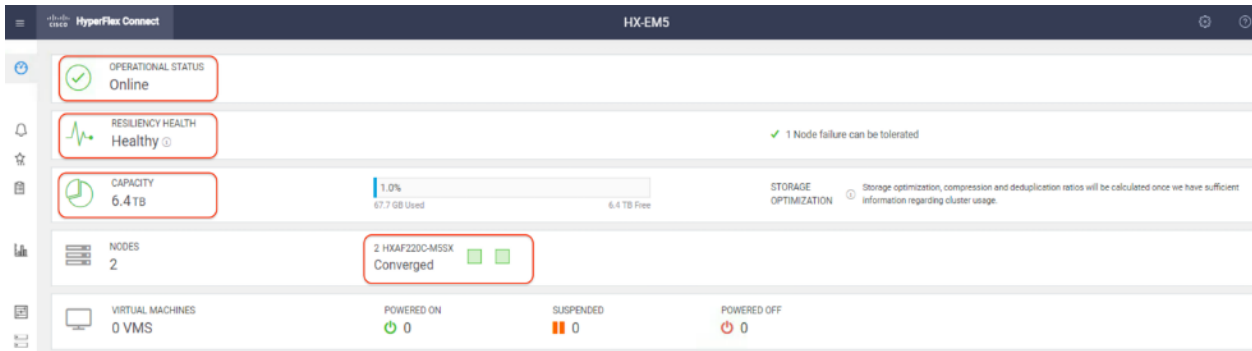 cisco HyperFlex Connect
HX-EM5
OPERATIONAL STATUS
Online
RESILIENCY HEALTH
Healthy
1 Node failure can be tolerated
CAPACITY
6.4 TB
1.0%
67.7 GB Used
6.4 TB Free
STORAGE OPTIMIZATION
Storage optimization, compression and deduplication ratios will be calculated once we have sufficient
information regarding cluster usage.
NODES
2
2 HXAF220C-M5SX
Converged
VIRTUAL MACHINES
0 VMS
POWERED ON
0
SUSPENDED
0
POWERED OFF
0